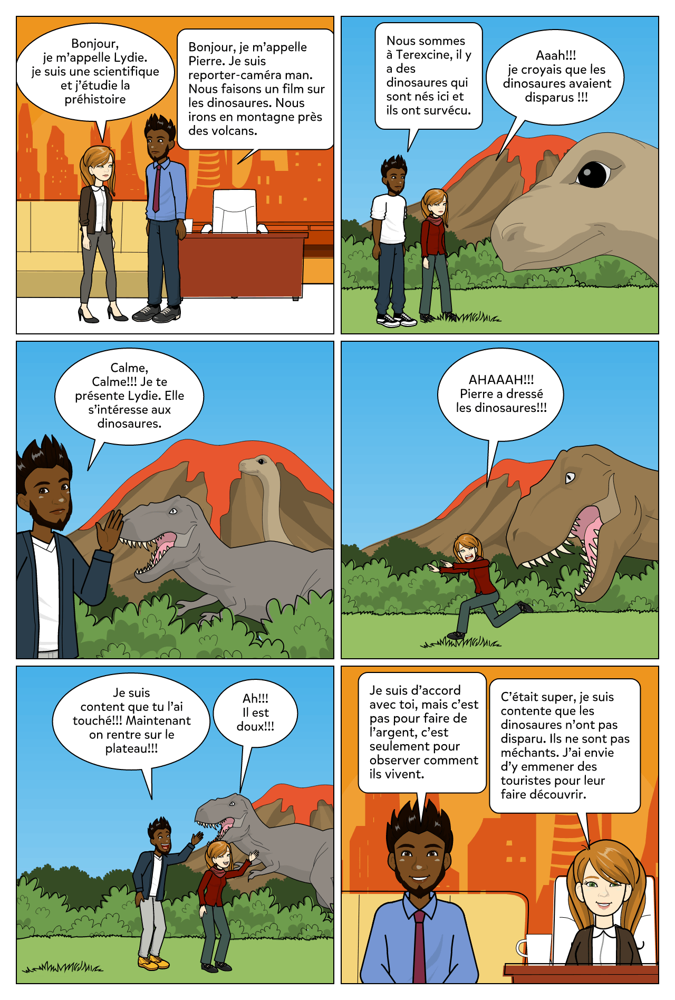 Bonjour,
je m'appelle Lydie.
je suis une scientifique
et j'étudie la
préhistoire
Bonjour, je m'appelle
Pierre. Je suis
reporter-caméra man.
Nous faisons un film sur
les dinosaures. Nous
irons en montagne près
des volcans.
Nous sommes
à Terexcine, il y
a des
dinosaures qui
sont nés ici et
ils ont survécu.
Aaah!!!
je croyais que les
dinosaures avaient
disparus !!!
Calme,
Calme!!! Je te
présente Lydie. Elle
s'intéresse aux
dinosaures.
AHAAAH!!!
Pierre a dressé
les dinosaures!!!
Je suis
content que tu l'ai
touché!!! Maintenant
on rentre sur le
plateau!!!
Ah!!!
Il est
doux!!!
Je suis d'accord
avec toi, mais c'est
pas pour faire de
l'argent, c'est
seulement pour
observer comment
ils vivent.
C'était super, je suis
contente que les
dinosaures n'ont pas
disparu. Ils ne sont pas
méchants. J'ai envie
d'y emmener des
touristes pour leur
faire découvrir.